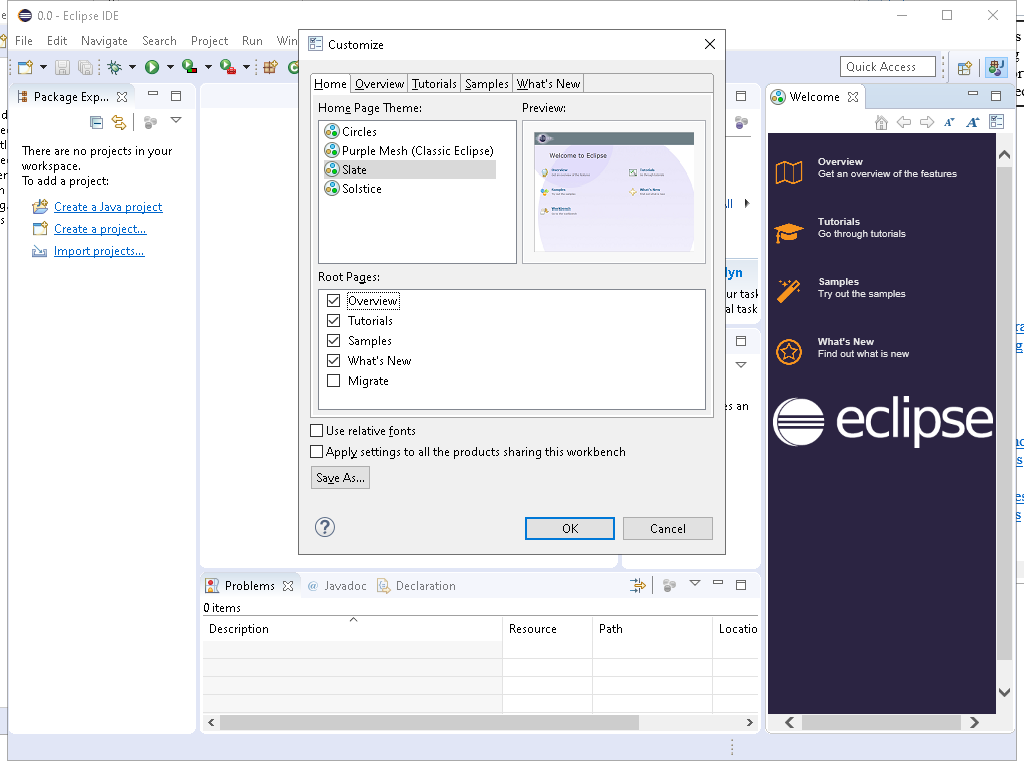 0.0 - Eclipse IDE
File Edit Navigate Search Project Run Win
Quick Access
Package Exp...
There are no projects in your
workspace.
To add a project:
Create a Java project
Create a project...
Import projects...
Customize
Home Overview Tutorials Samples What's New
Home Page Theme:
Preview:
Circles
Purple Mesh (Classic Eclipse)
Slate
Solstice
Welcome to Eclipse
Overview
Tutorials
Samples
What's New
Workbench
Root Pages:
Overview
Tutorials
Samples
What's New
Migrate
Use relative fonts
Apply settings to all the products sharing this workbench
Save As...
?
OK
Cancel
All
lyn
ur task
al task
es an
Welcome
Overview
Get an overview of the features
Tutorials
Go through tutorials
Samples
Try out the samples
What's New
Find out what is new
eclipse
Problems @ Javadoc Declaration
0 items
Description Resource Path Locatio